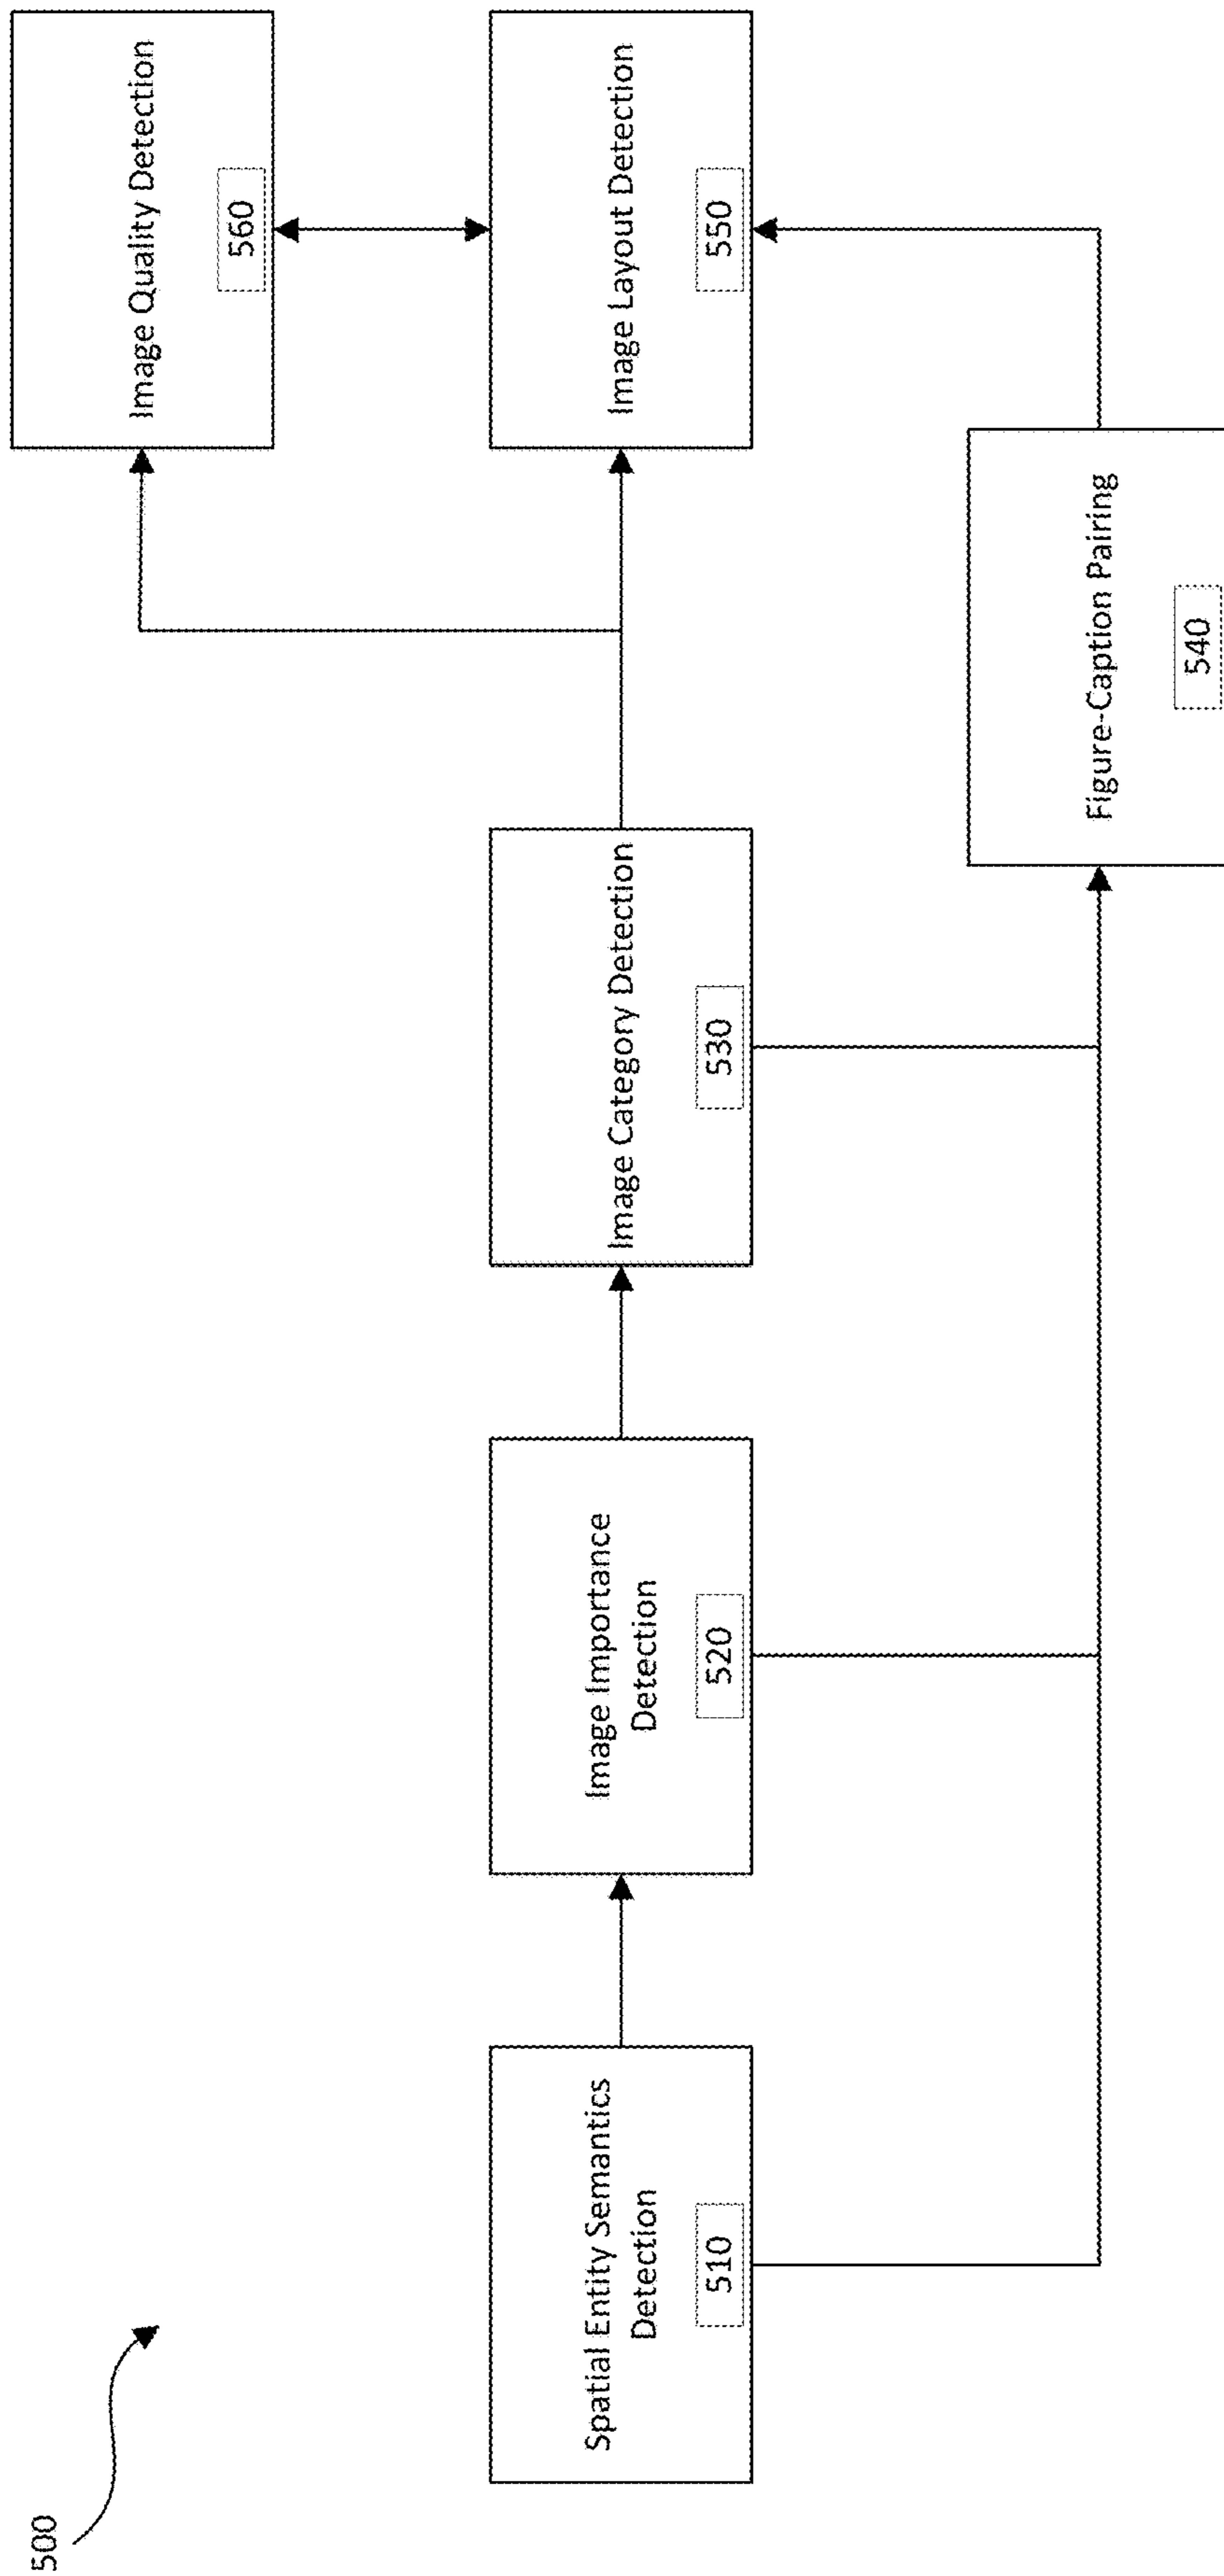 500
Spatial Entity Semantics
Detection
510
Image Importance
Detection
520
Image Category Detection
530
Figure-Caption Pairing
540
Image Layout Detection
550
Image Quality Detection
560